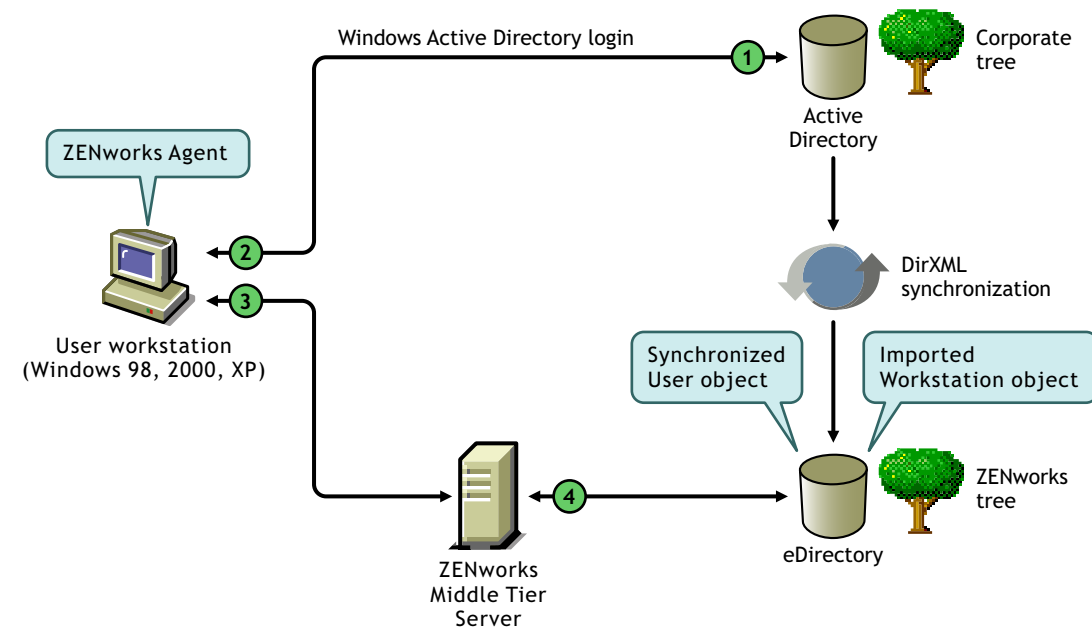 Windows Active Directory login
1
Corporate
tree
Active
Directory
ZENworks Agent
2
3
DirXML
synchronization
User workstation
(Windows 98, 2000, XP)
Synchronized
User object
Imported
Workstation object
4
ZENworks
tree
eDirectory
ZENworks
Middle Tier
Server